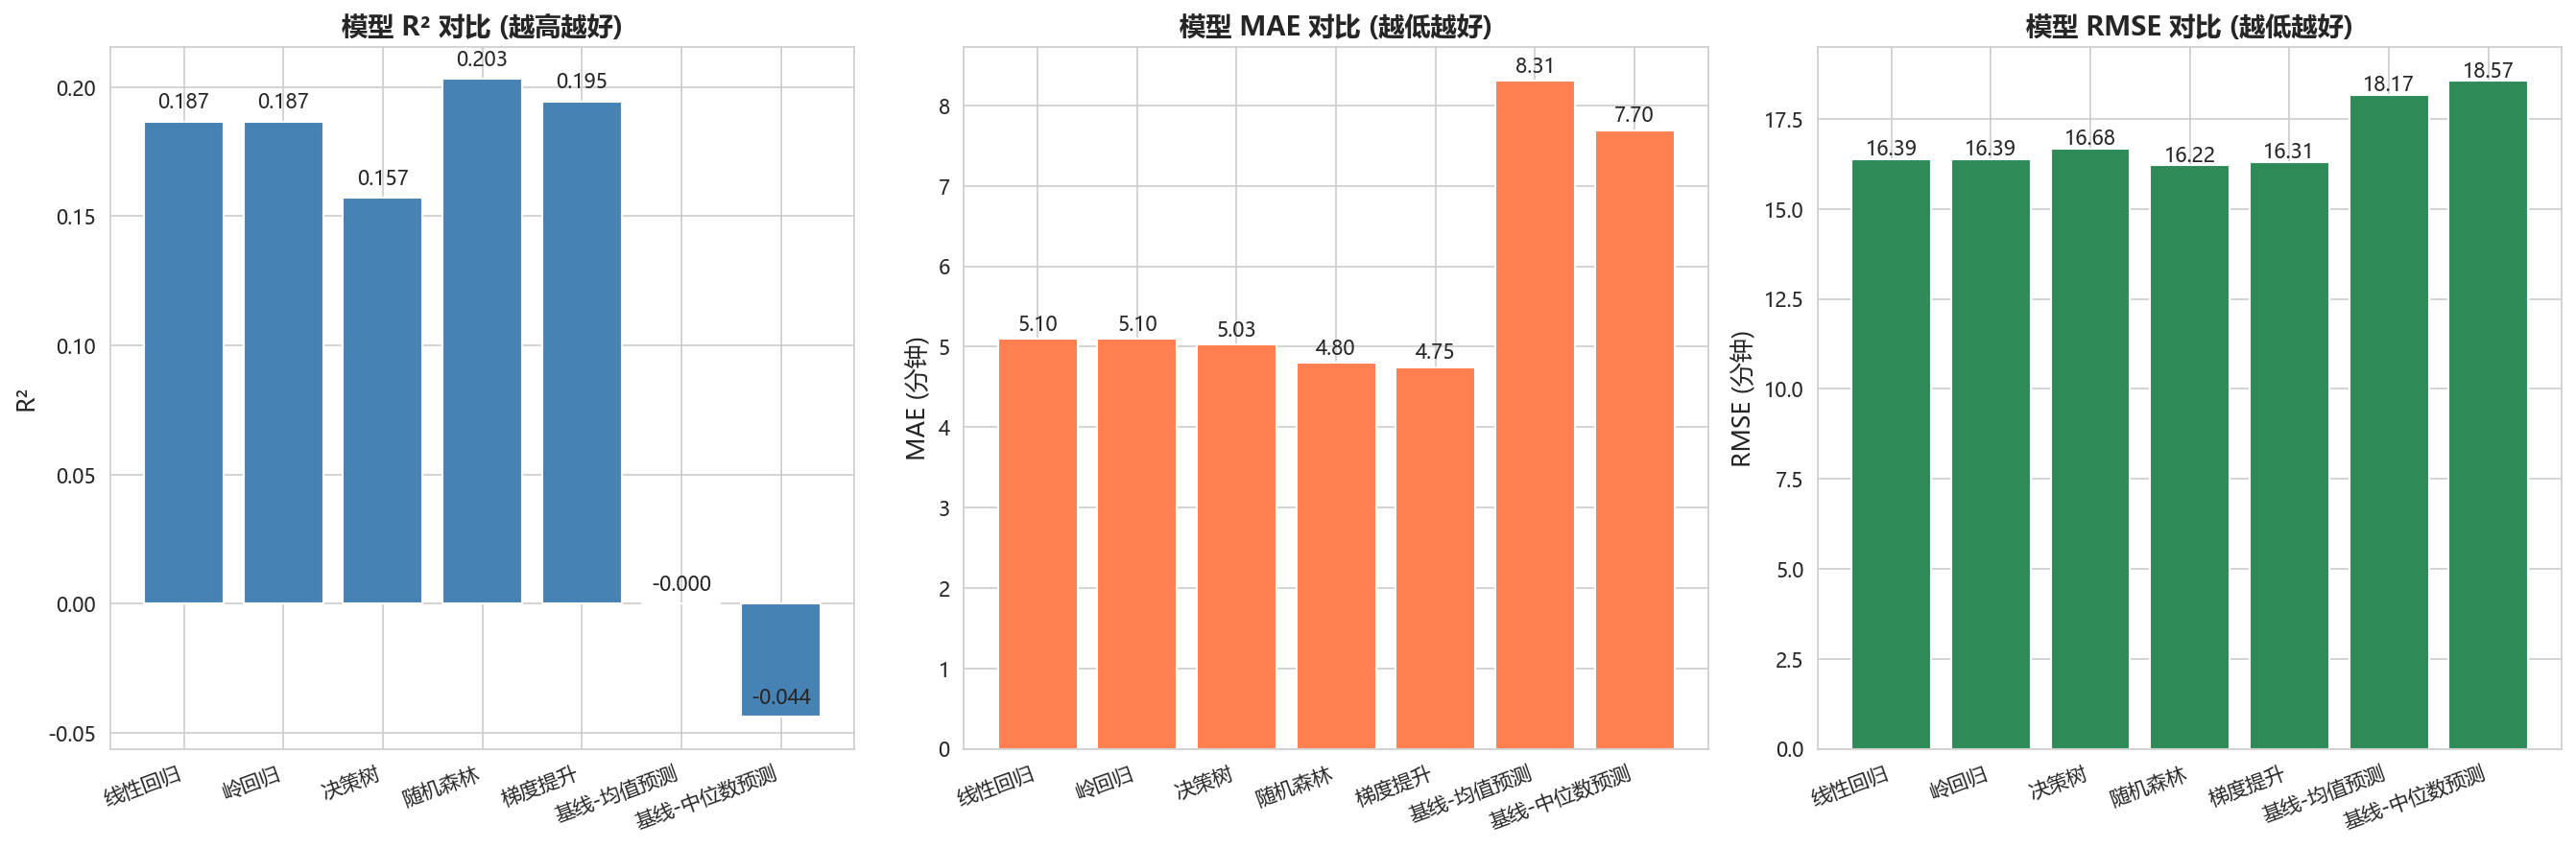 模型 R² 对比 (越高越好)
0.20
0.15
0.10
0.05
0.00
-0.05
R²
0.187
0.187
0.157
0.203
0.195
-0.000
-0.044
线性回归
岭回归
决策树
随机森林
梯度提升
基线-均值预测
基线-中位数预测
模型 MAE 对比 (越低越好)
8
7
6
5
4
3
2
1
0
MAE (分钟)
5.10
5.10
5.03
4.80
4.75
8.31
7.70
线性回归
岭回归
决策树
随机森林
梯度提升
基线-均值预测
基线-中位数预测
模型 RMSE 对比 (越低越好)
17.5
15.0
12.5
10.0
7.5
5.0
2.5
0.0
RMSE (分钟)
16.39
16.39
16.68
16.22
16.31
18.17
18.57
线性回归
岭回归
决策树
随机森林
梯度提升
基线-均值预测
基线-中位数预测